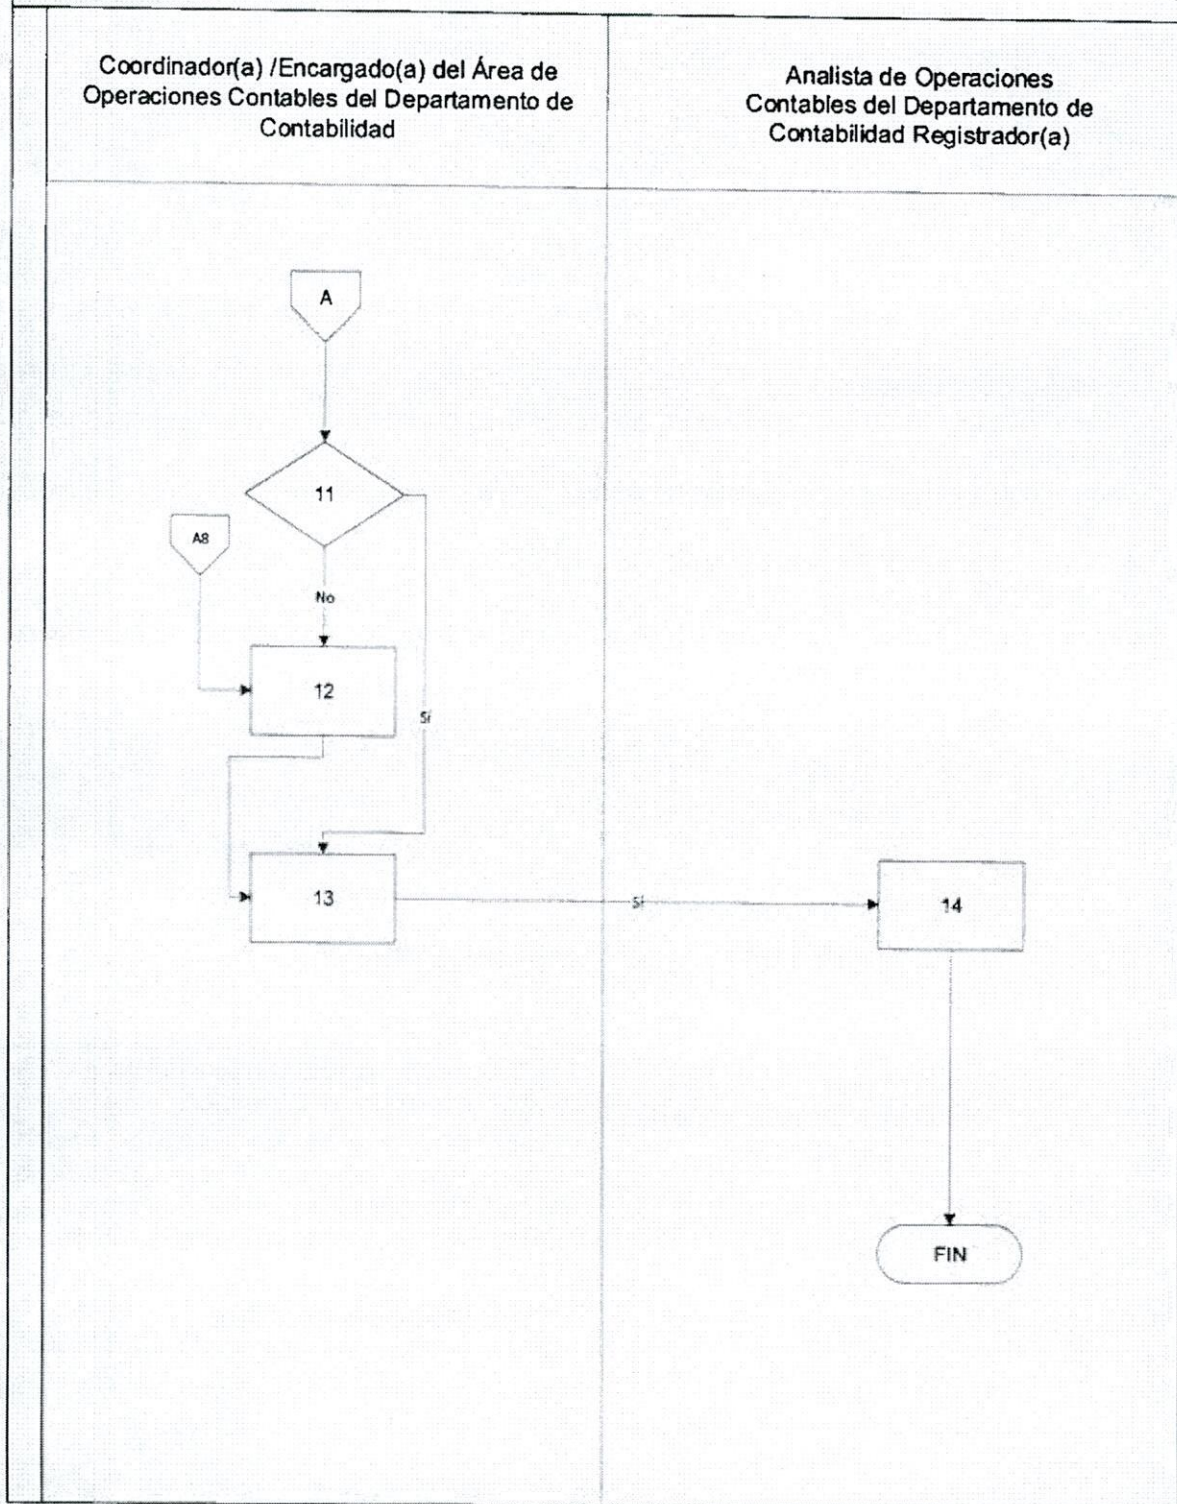 Coordinador(a) /Encargado(a) del Área de
Operaciones Contables del Departamento de
Contabilidad
Analista de Operaciones
Contables del Departamento de
Contabilidad Registrador(a)
A
11
A8
No
12
Sí
13
Sí
14
FIN